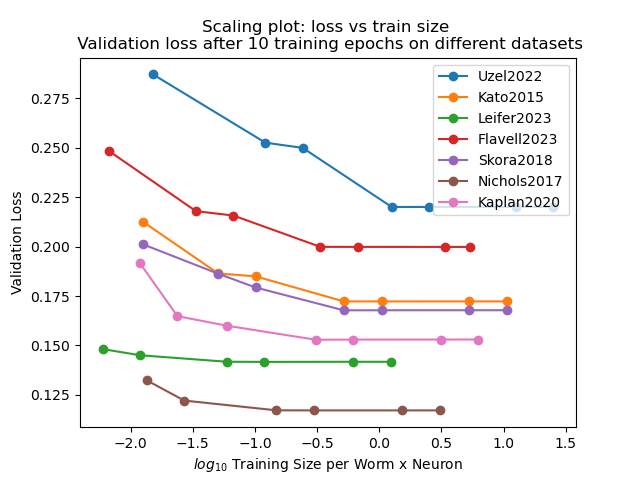 Scaling plot: loss vs train size
Validation loss after 10 training epochs on different datasets
Validation Loss
0.275
0.250
0.225
0.200
0.175
0.150
0.125
Uzel2022
Kato2015
Leifer2023
Flavell2023
Skora2018
Nichols2017
Kaplan2020
−2.0 −1.5 −1.0 −0.5 0.0 0.5 1.0 1.5
log₁₀ Training Size per Worm x Neuron